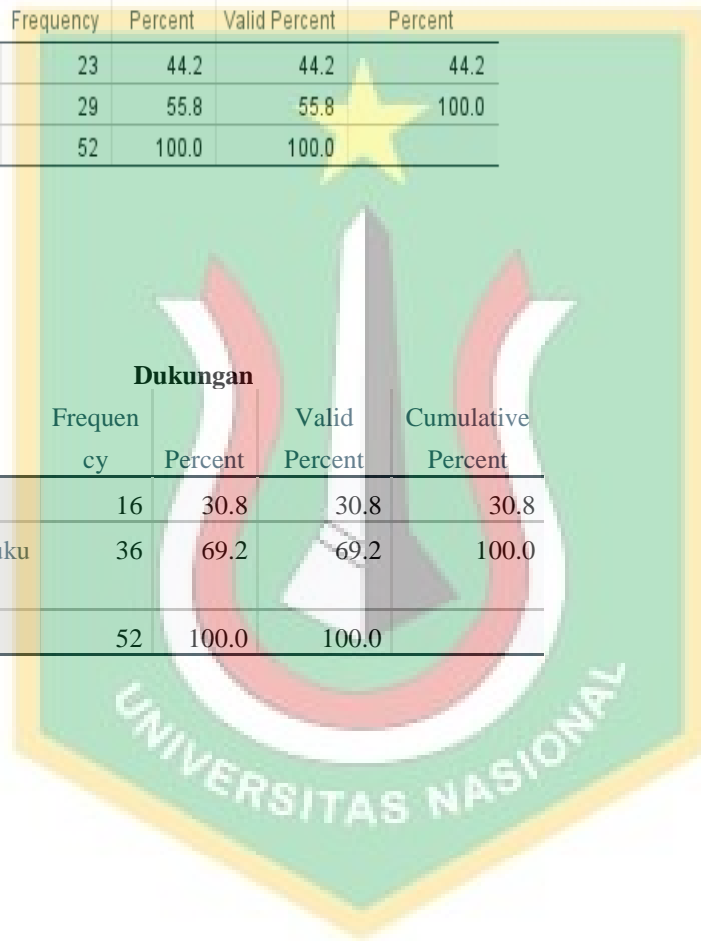 Frequency Percent Valid Percent Percent
23 44.2 44.2 44.2
29 55.8 55.8 100.0
52 100.0 100.0
Dukungan
Frequen Valid Cumulative
cy Percent Percent Percent
16 30.8 30.8 30.8
36 69.2 69.2 100.0
52 100.0 100.0
UNIVERSITAS NASIONAL